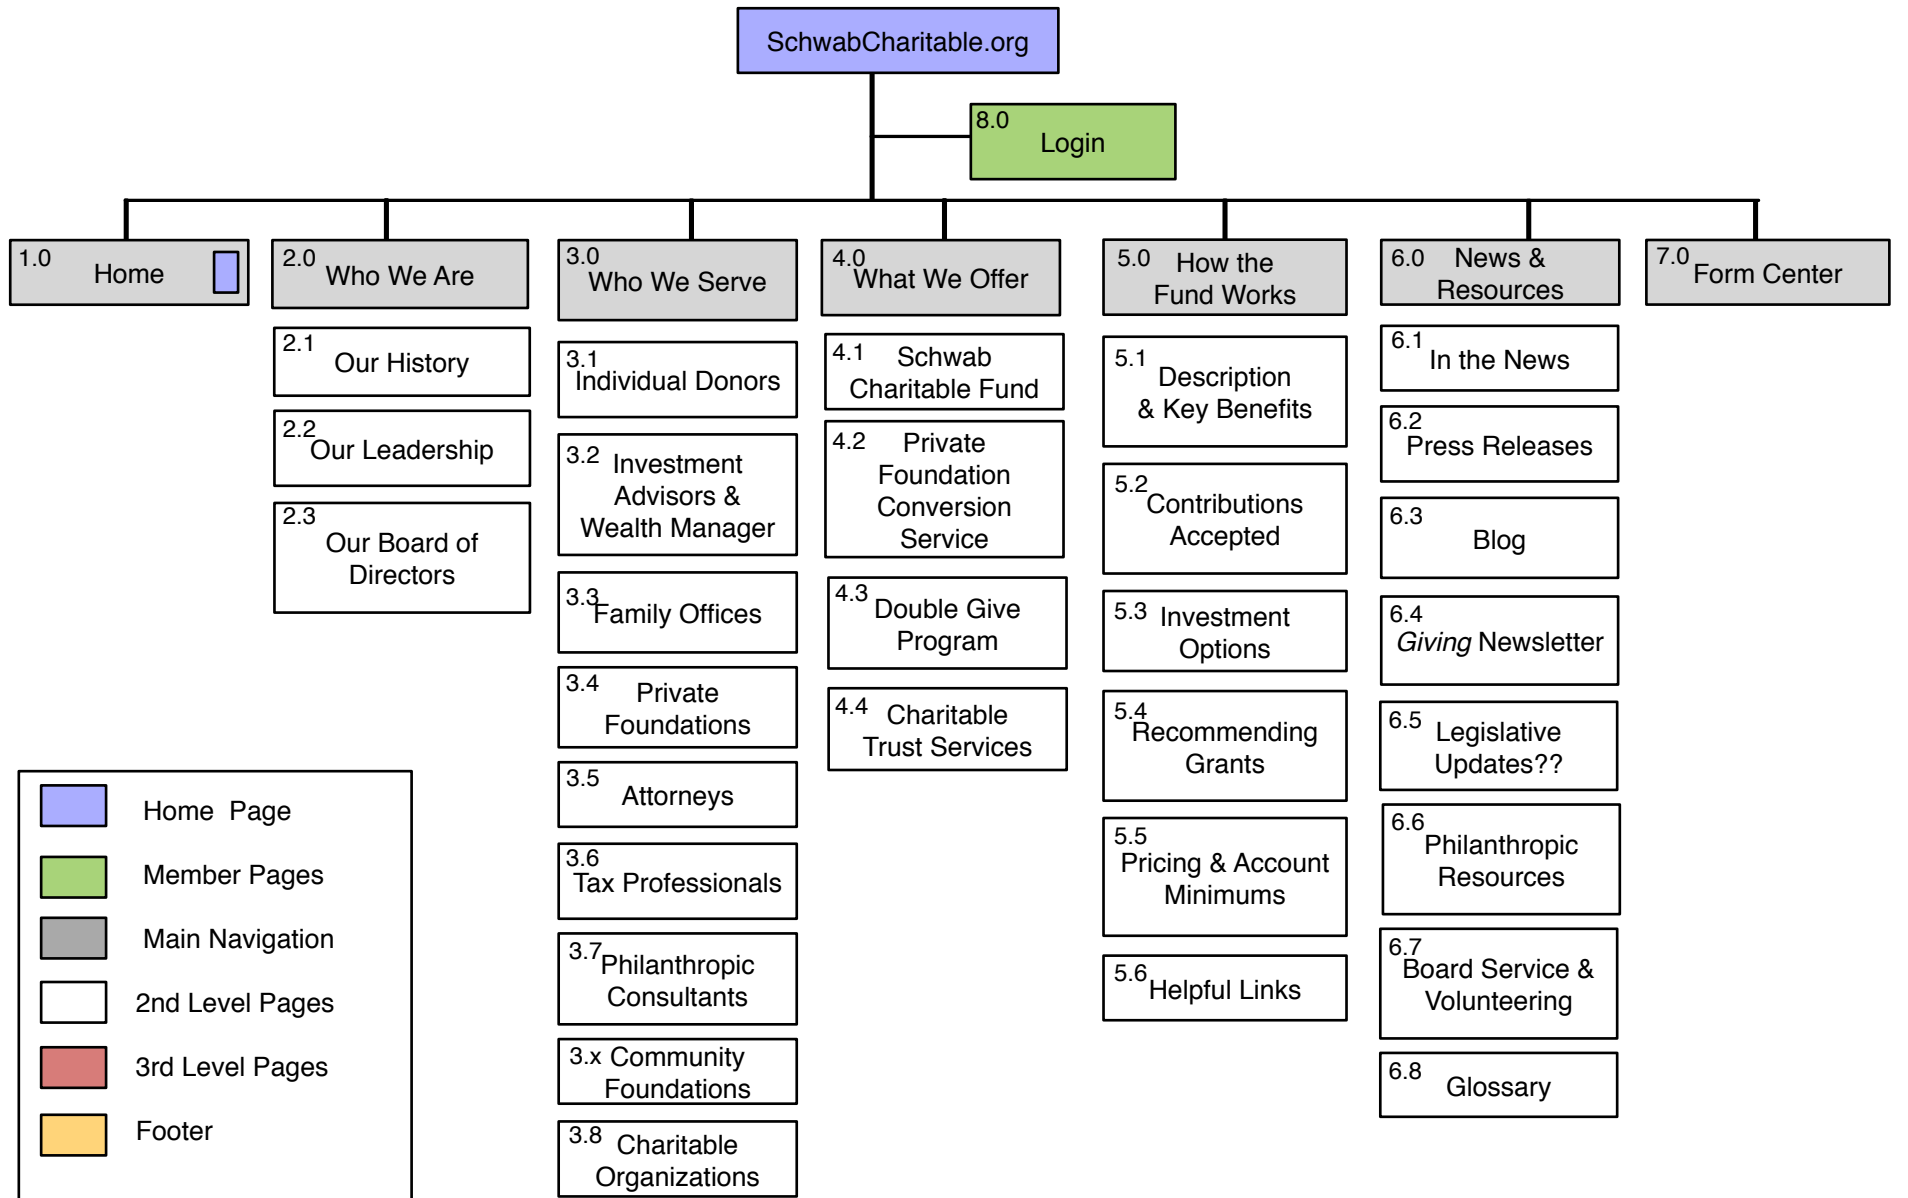 SchwabCharitable.org
8.0
Login
1.0
Home
2.0
Who We Are
2.1
Our History
2.2
Our Leadership
2.3
Our Board of
Directors
3.0
Who We Serve
3.1
Individual Donors
3.2
Investment
Advisors &
Wealth Manager
3.3
Family Offices
3.4
Private
Foundations
3.5
Attorneys
3.6
Tax Professionals
3.7
Philanthropic
Consultants
3.x Community
Foundations
3.8
Charitable
Organizations
4.0
What We Offer
4.1
Schwab
Charitable Fund
4.2
Private
Foundation
Conversion
Service
4.3
Double Give
Program
4.4
Charitable
Trust Services
5.0
How the
Fund Works
5.1
Description
& Key Benefits
5.2
Contributions
Accepted
5.3
Investment
Options
5.4
Recommending
Grants
5.5
Pricing & Account
Minimums
5.6
Helpful Links
6.0
News &
Resources
6.1
In the News
6.2
Press Releases
6.3
Blog
6.4
Giving Newsletter
6.5
Legislative
Updates??
6.6
Philanthropic
Resources
6.7
Board Service &
Volunteering
6.8
Glossary
7.0
Form Center
Home Page
Member Pages
Main Navigation
2nd Level Pages
3rd Level Pages
Footer